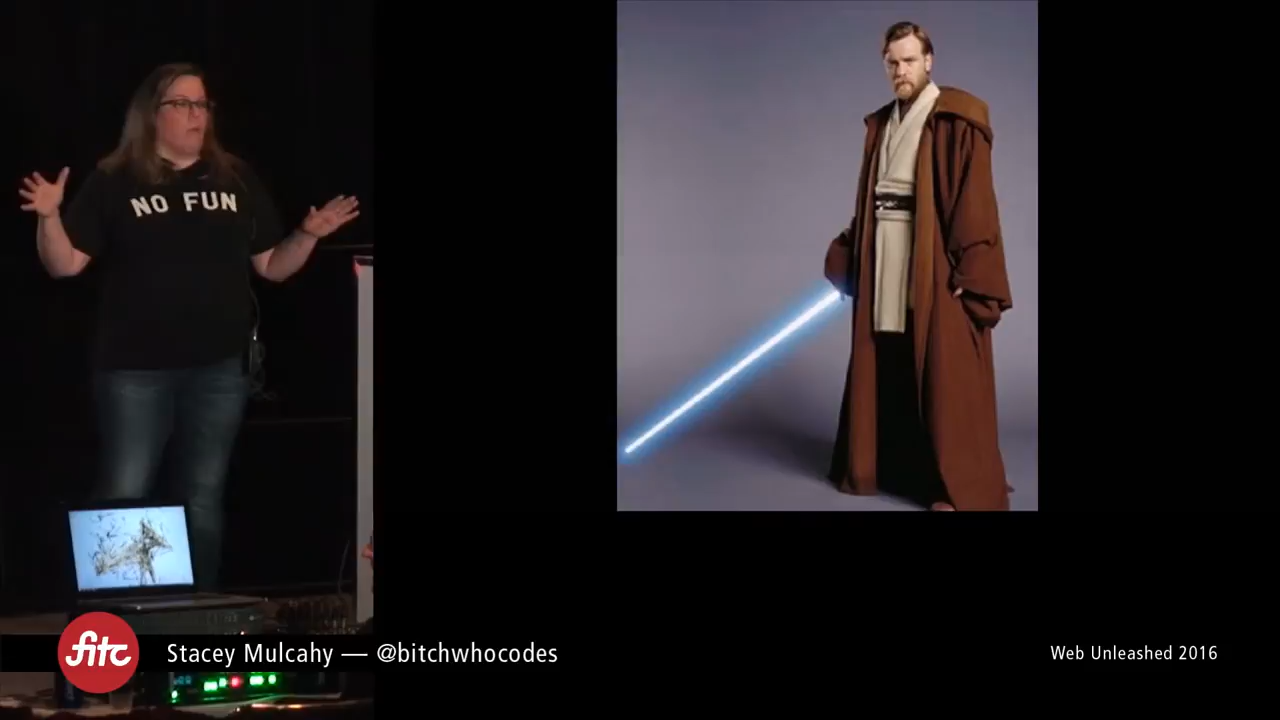 NO FUN
fitc
Stacey Mulcahy — @bitchwhocodes
Web Unleashed 2016